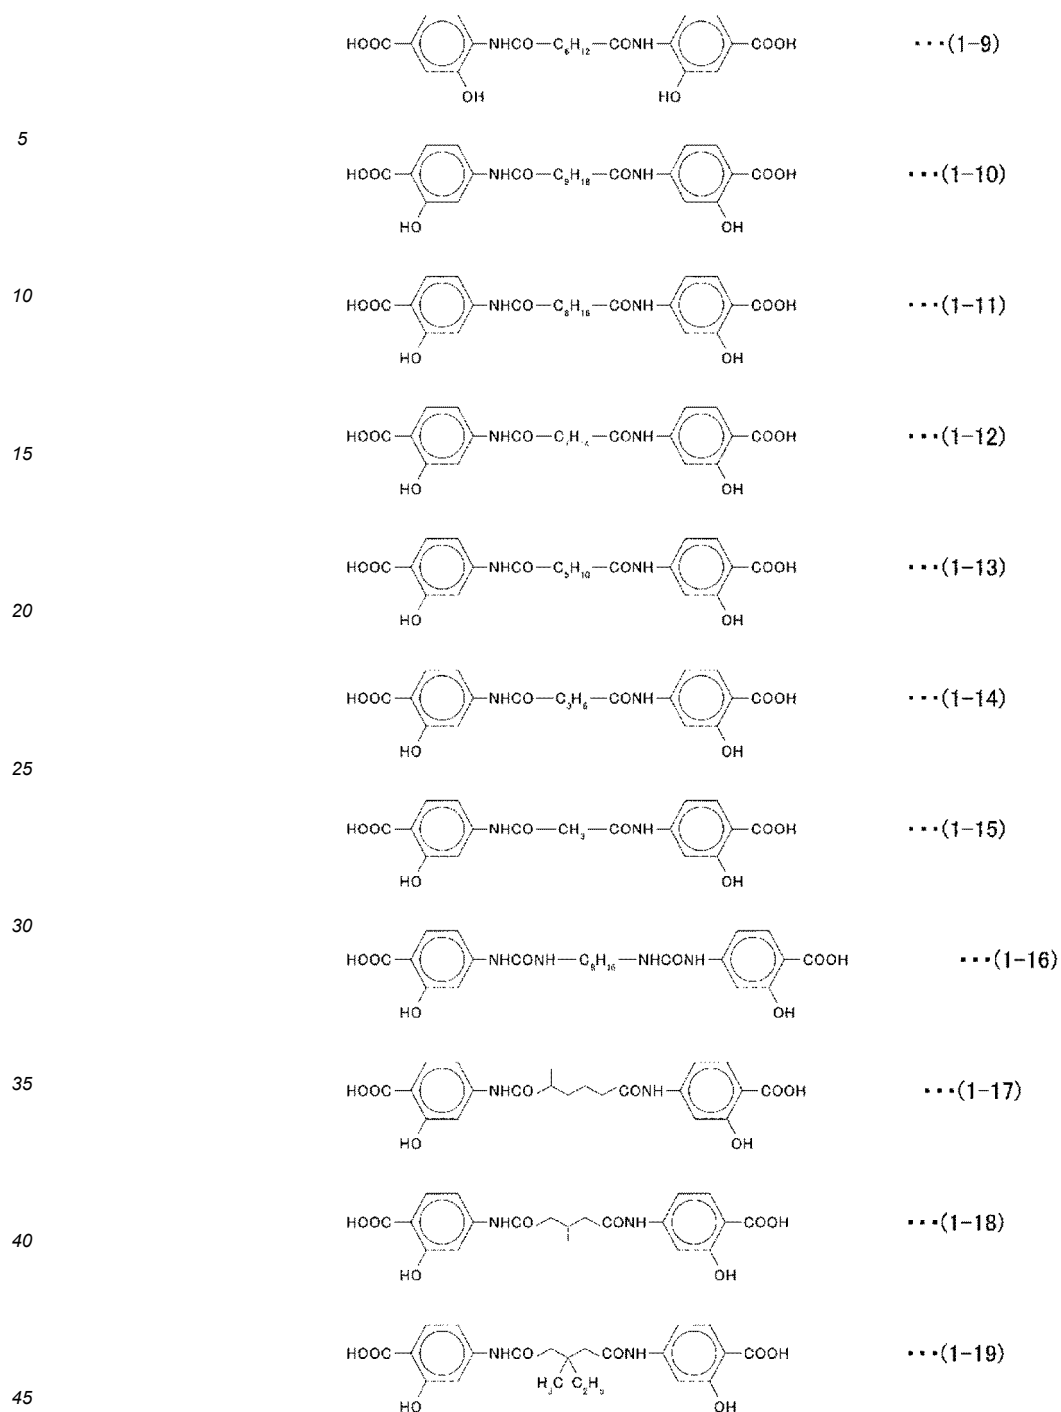 HOOC NHCO C₆H₁₂ CONH COOH ···(1-9)
OH HO
5
HOOC NHCO C₉H₁₈ CONH COOH ···(1-10)
HO OH
10
HOOC NHCO C₈H₁₆ CONH COOH ···(1-11)
HO OH
HOOC NHCO CONH COOH ···(1-12)
15
HO OH
HOOC NHCO C₅H₁₀ CONH COOH ···(1-13)
20
HO OH
HOOC NHCO C₃H₆ CONH COOH ···(1-14)
HO OH
25
HOOC NHCO CONH COOH ···(1-15)
HO OH
30
HOOC NHCONH C₈H₁₆ NHCONH COOH ···(1-16)
HO OH
35
HOOC NHCO CONH COOH ···(1-17)
HO OH
HOOC NHCO CONH COOH ···(1-18)
40
HO OH
HOOC NHCO CONH COOH ···(1-19)
H₃C C₂H₅
45
HO OH